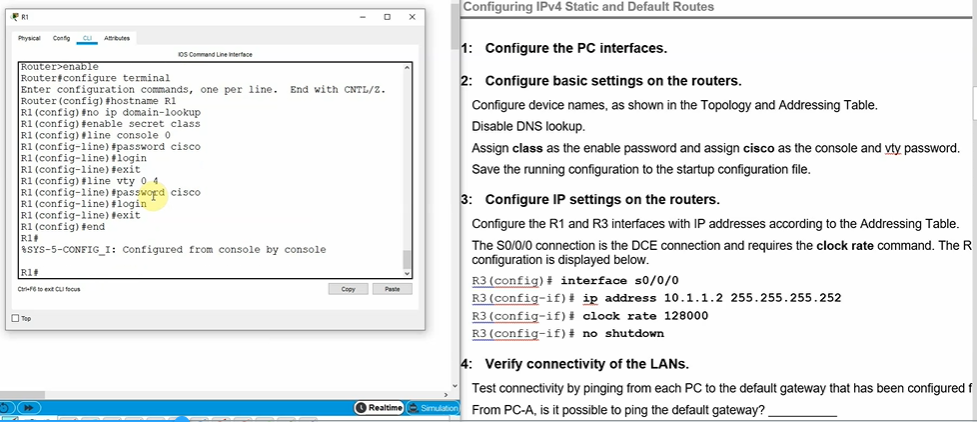 R1
Physical Config CLI Attributes
IOS Command Line Interface
Router>enable
Router#configure terminal
Enter configuration commands, one per line. End with CNTL/Z.
Router(config)#hostname R1
R1(config)#no ip domain-lookup
R1(config)#enable secret class
R1(config)#line console 0
R1(config-line)#password cisco
R1(config-line)#login
R1(config-line)#exit
R1(config)#line vty 0 4
R1(config-line)#password cisco
R1(config-line)#login
R1(config-line)#exit
R1(config)#end
R1#
%SYS-5-CONFIG_I: Configured from console by console
R1#
Ctrl+F6 to exit CLI focus
Copy Paste
Top
Realtime Simulation
Configuring IPv4 Static and Default Routes
1: Configure the PC interfaces.
2: Configure basic settings on the routers.
Configure device names, as shown in the Topology and Addressing Table.
Disable DNS lookup.
Assign class as the enable password and assign cisco as the console and vty password.
Save the running configuration to the startup configuration file.
3: Configure IP settings on the routers.
Configure the R1 and R3 interfaces with IP addresses according to the Addressing Table.
The S0/0/0 connection is the DCE connection and requires the clock rate command. The R
configuration is displayed below.
R3(config)# interface s0/0/0
R3(config-if)# ip address 10.1.1.2 255.255.255.252
R3(config-if)# clock rate 128000
R3(config-if)# no shutdown
4: Verify connectivity of the LANs.
Test connectivity by pinging from each PC to the default gateway that has been configured f
From PC-A, is it possible to ping the default gateway? __________